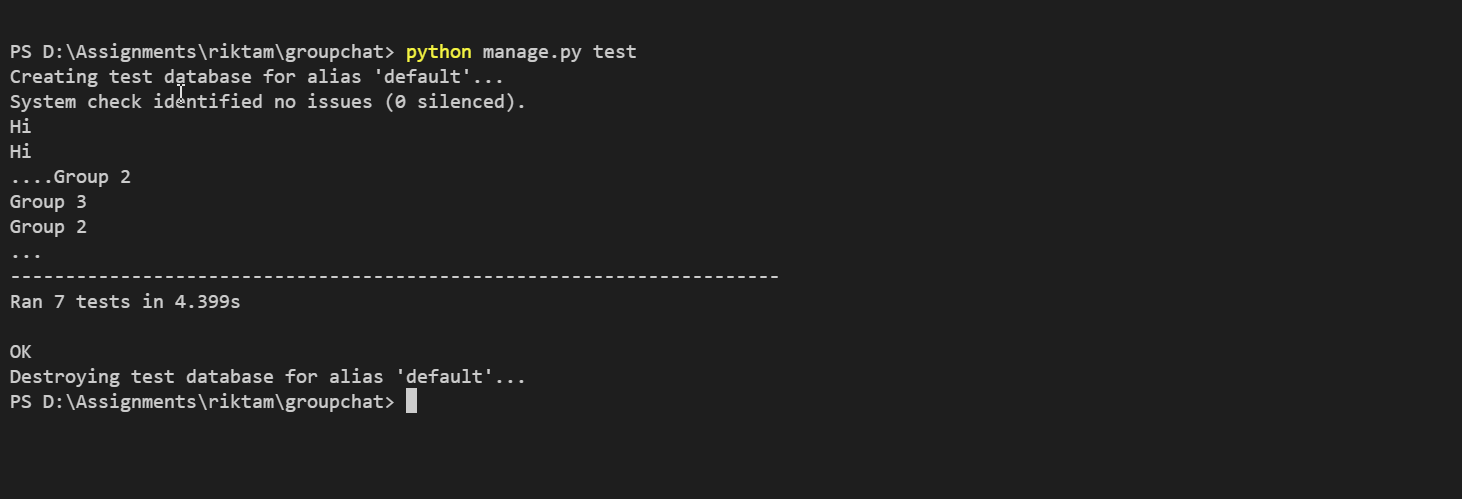 PS D:\Assignments\riktam\groupchat> python manage.py test
Creating test database for alias 'default'...
System check identified no issues (0 silenced).
Hi
Hi
....Group 2
Group 3
Group 2
...
----------------------------------------------------------------------
Ran 7 tests in 4.399s
OK
Destroying test database for alias 'default'...
PS D:\Assignments\riktam\groupchat>